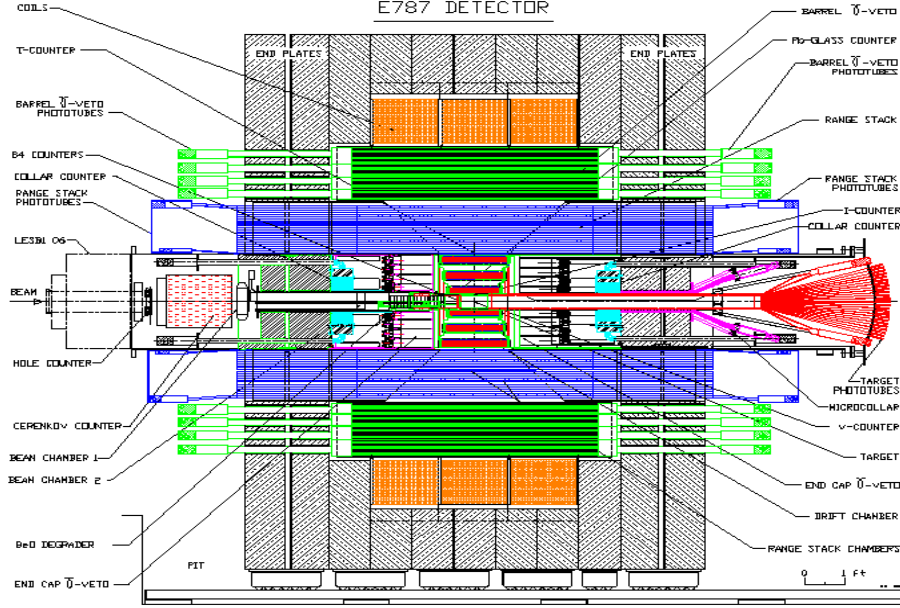 E787 DETECTOR
COILS
T-COUNTER
BARREL γ̅-VETO
PHOTOTUBES
B4 COUNTERS
COLLAR COUNTER
RANGE STACK
PHOTOTUBES
LESB1 Q6
BEAM
HOLE COUNTER
CERENKOV COUNTER
BEAM CHAMBER 1
BEAM CHAMBER 2
BeO DEGRADER
END CAP γ̅-VETO
END PLATES
END PLATES
BARREL γ̅-VETO
Pb-GLASS COUNTER
BARREL γ̅-VETO
PHOTOTUBES
RANGE STACK
RANGE STACK
PHOTOTUBES
I-COUNTER
COLLAR COUNTER
TARGET
PHOTOTUBES
MICROCOLLAR
V-COUNTER
TARGET
END CAP γ̅-VETO
DRIFT CHAMBER
RANGE STACK CHAMBERS
PIT
0 1 ft